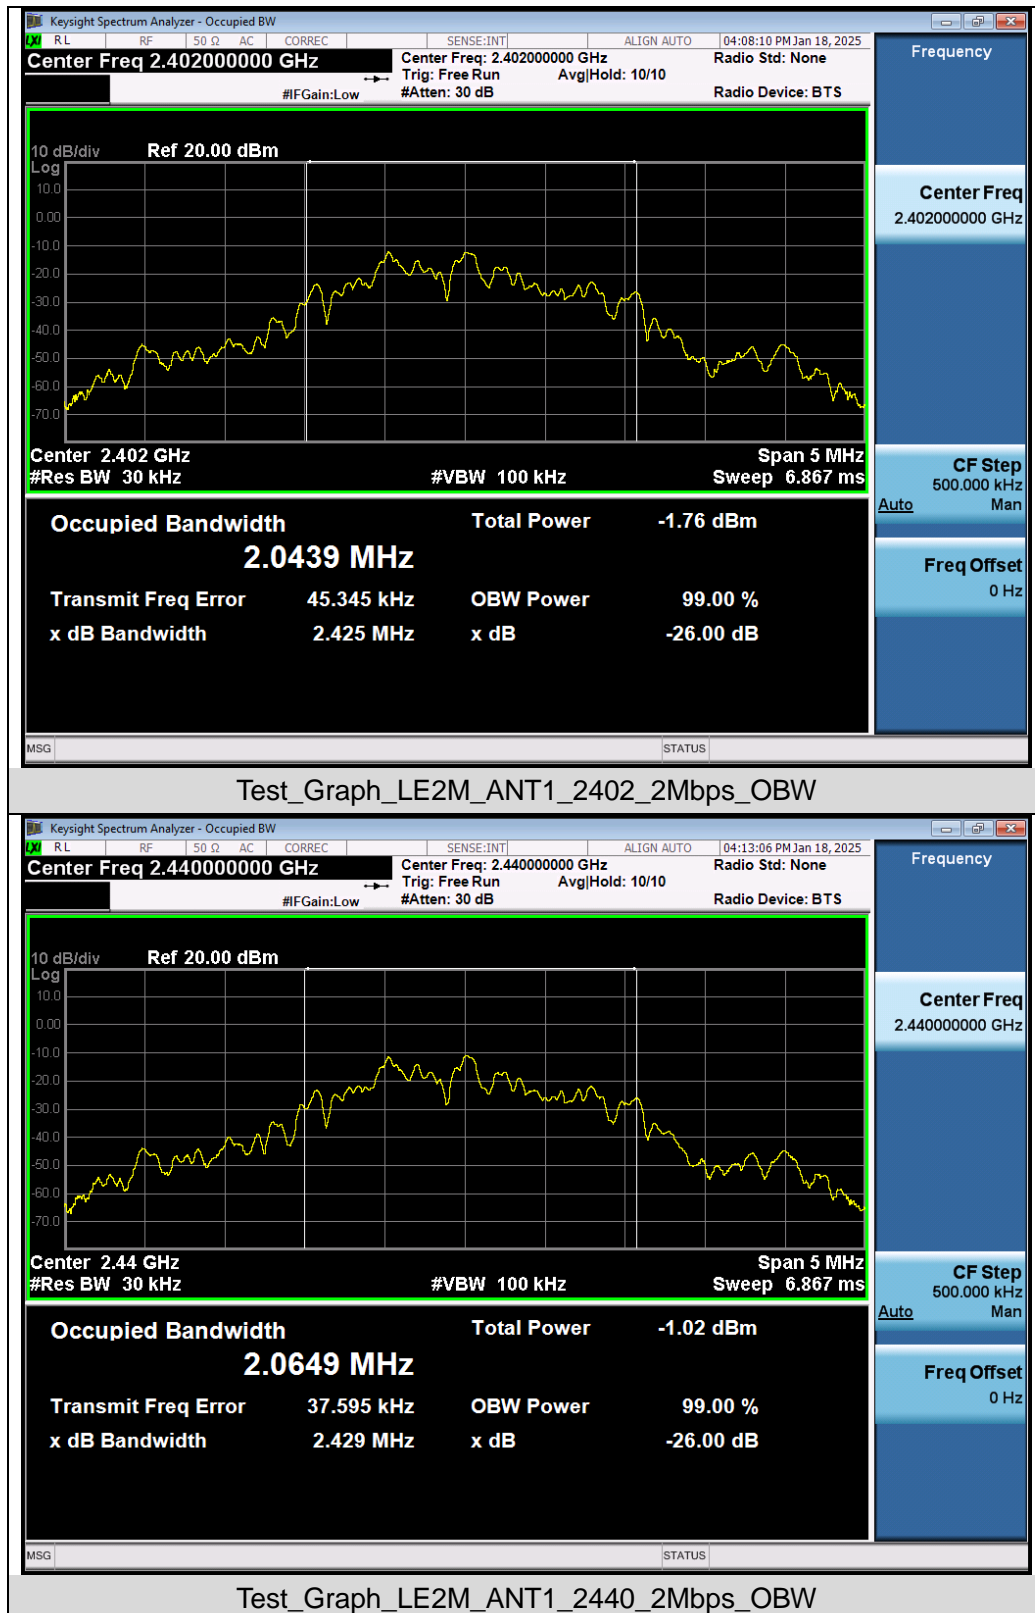 Keysight Spectrum Analyzer - Occupied BW
LXI RL RF 50 Ω AC CORREC SENSE:INT ALIGN AUTO 04:08:10 PM Jan 18, 2025
Center Freq 2.402000000 GHz
Center Freq: 2.402000000 GHz
Radio Std: None
Trig: Free Run Avg|Hold: 10/10
#IFGain:Low
#Atten: 30 dB
Radio Device: BTS
10 dB/div Ref 20.00 dBm
Log
10.0
0.00
-10.0
-20.0
-30.0
-40.0
-50.0
-60.0
-70.0
Center 2.402 GHz Span 5 MHz
#Res BW 30 kHz #VBW 100 kHz Sweep 6.867 ms
Occupied Bandwidth Total Power -1.76 dBm
2.0439 MHz
Transmit Freq Error 45.345 kHz OBW Power 99.00 %
x dB Bandwidth 2.425 MHz x dB -26.00 dB
MSG STATUS
Frequency
Center Freq
2.402000000 GHz
CF Step
500.000 kHz
Auto Man
Freq Offset
0 Hz
Test_Graph_LE2M_ANT1_2402_2Mbps_OBW
Keysight Spectrum Analyzer - Occupied BW
LXI RL RF 50 Ω AC CORREC SENSE:INT ALIGN AUTO 04:13:06 PM Jan 18, 2025
Center Freq 2.440000000 GHz
Center Freq: 2.440000000 GHz
Radio Std: None
Trig: Free Run Avg|Hold: 10/10
#IFGain:Low
#Atten: 30 dB
Radio Device: BTS
10 dB/div Ref 20.00 dBm
Log
10.0
0.00
-10.0
-20.0
-30.0
-40.0
-50.0
-60.0
-70.0
Center 2.44 GHz Span 5 MHz
#Res BW 30 kHz #VBW 100 kHz Sweep 6.867 ms
Occupied Bandwidth Total Power -1.02 dBm
2.0649 MHz
Transmit Freq Error 37.595 kHz OBW Power 99.00 %
x dB Bandwidth 2.429 MHz x dB -26.00 dB
MSG STATUS
Frequency
Center Freq
2.440000000 GHz
CF Step
500.000 kHz
Auto Man
Freq Offset
0 Hz
Test_Graph_LE2M_ANT1_2440_2Mbps_OBW